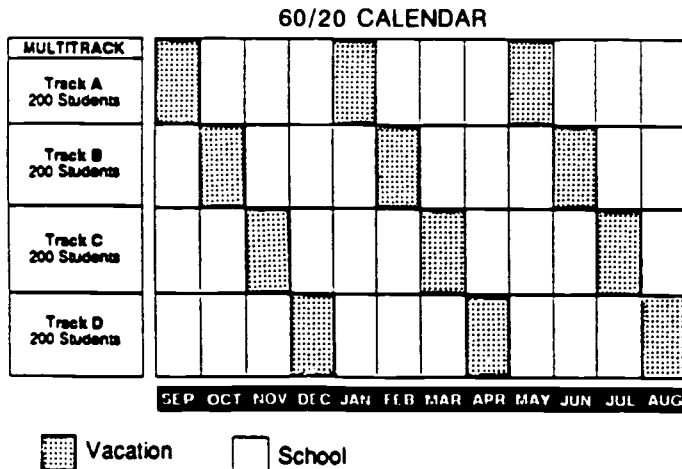 60/20 CALENDAR
MULTITRACK
Track A
200 Students
Track B
200 Students
Track C
200 Students
Track D
200 Students
SEP OCT NOV DEC JAN FEB MAR APR MAY JUN JUL AUG
Vacation
School